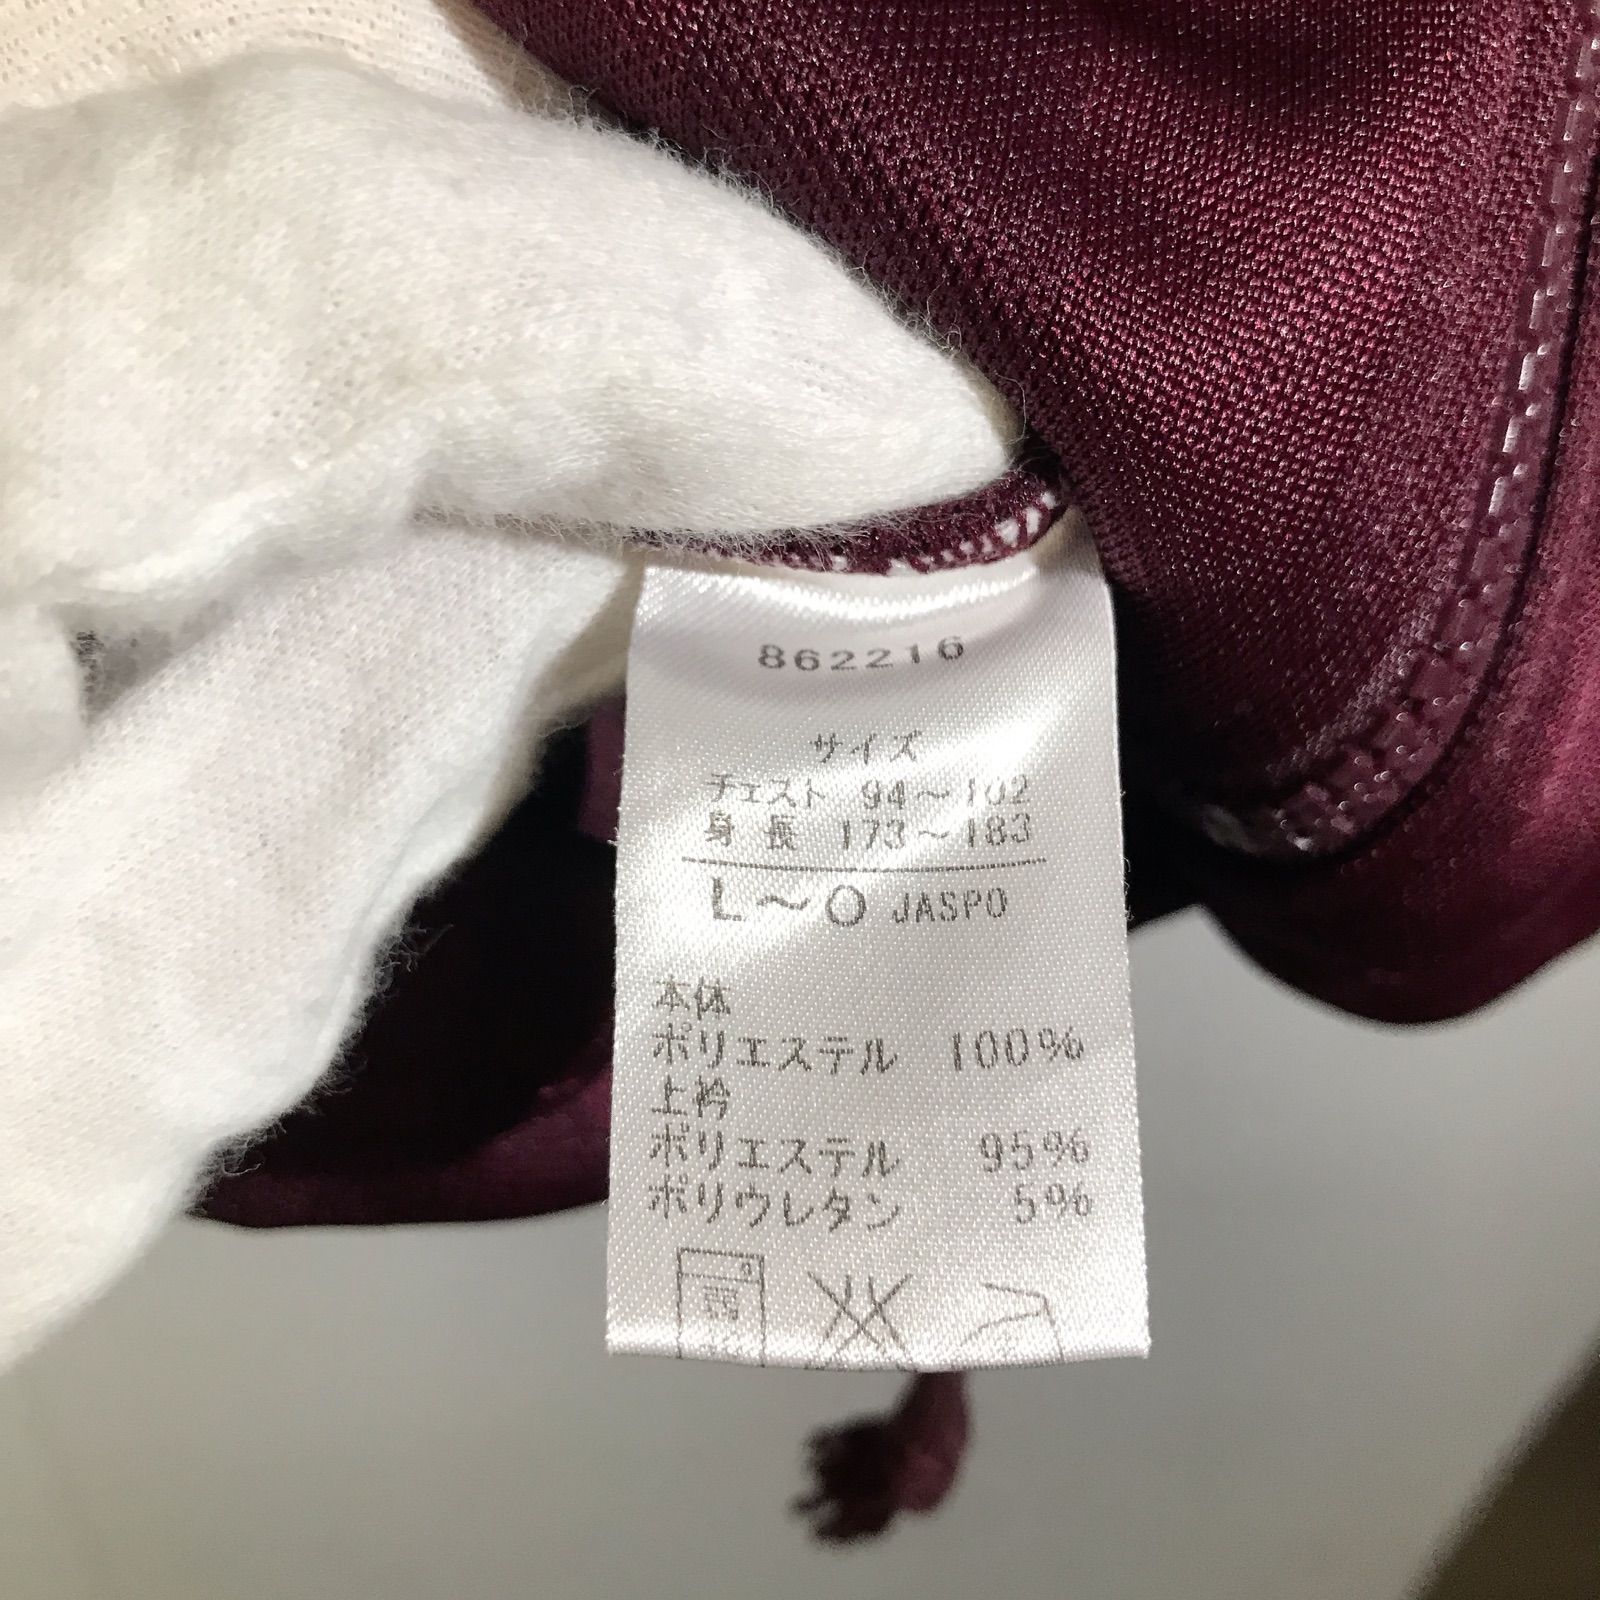 862216
サイズ
チェスト 94～102
身長 173～183
L～O JASPO
本体
ポリエステル 100%
上衿
ポリエステル 95%
ポリウレタン 5%